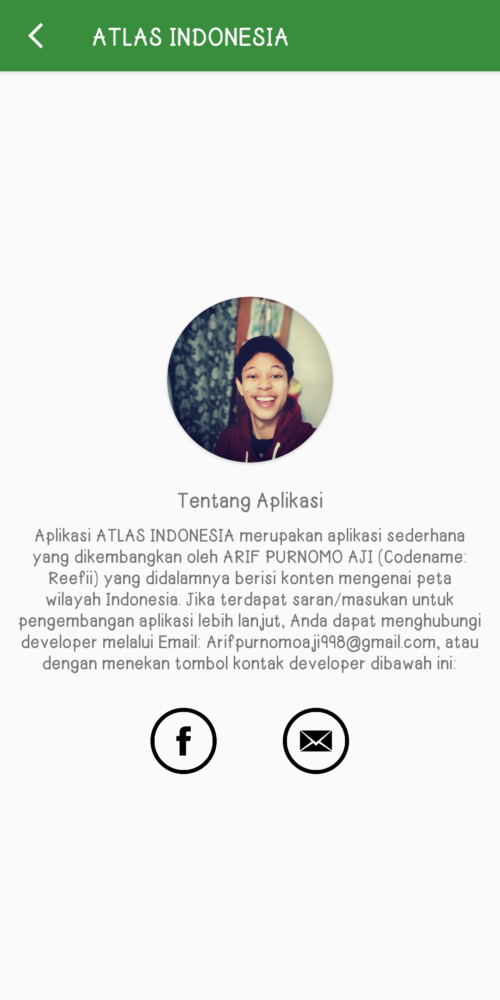 ATLAS INDONESIA
Tentang Aplikasi
Aplikasi ATLAS INDONESIA merupakan aplikasi sederhana
yang dikembangkan oleh ARIF PURNOMO AJI (Codename:
Reefii) yang didalamnya berisi konten mengenai peta
wilayah Indonesia. Jika terdapat saran/masukan untuk
pengembangan aplikasi lebih lanjut, Anda dapat menghubungi
developer melalui Email: Arifpurnomoaji998@gmail.com, atau
dengan menekan tombol kontak developer dibawah ini: